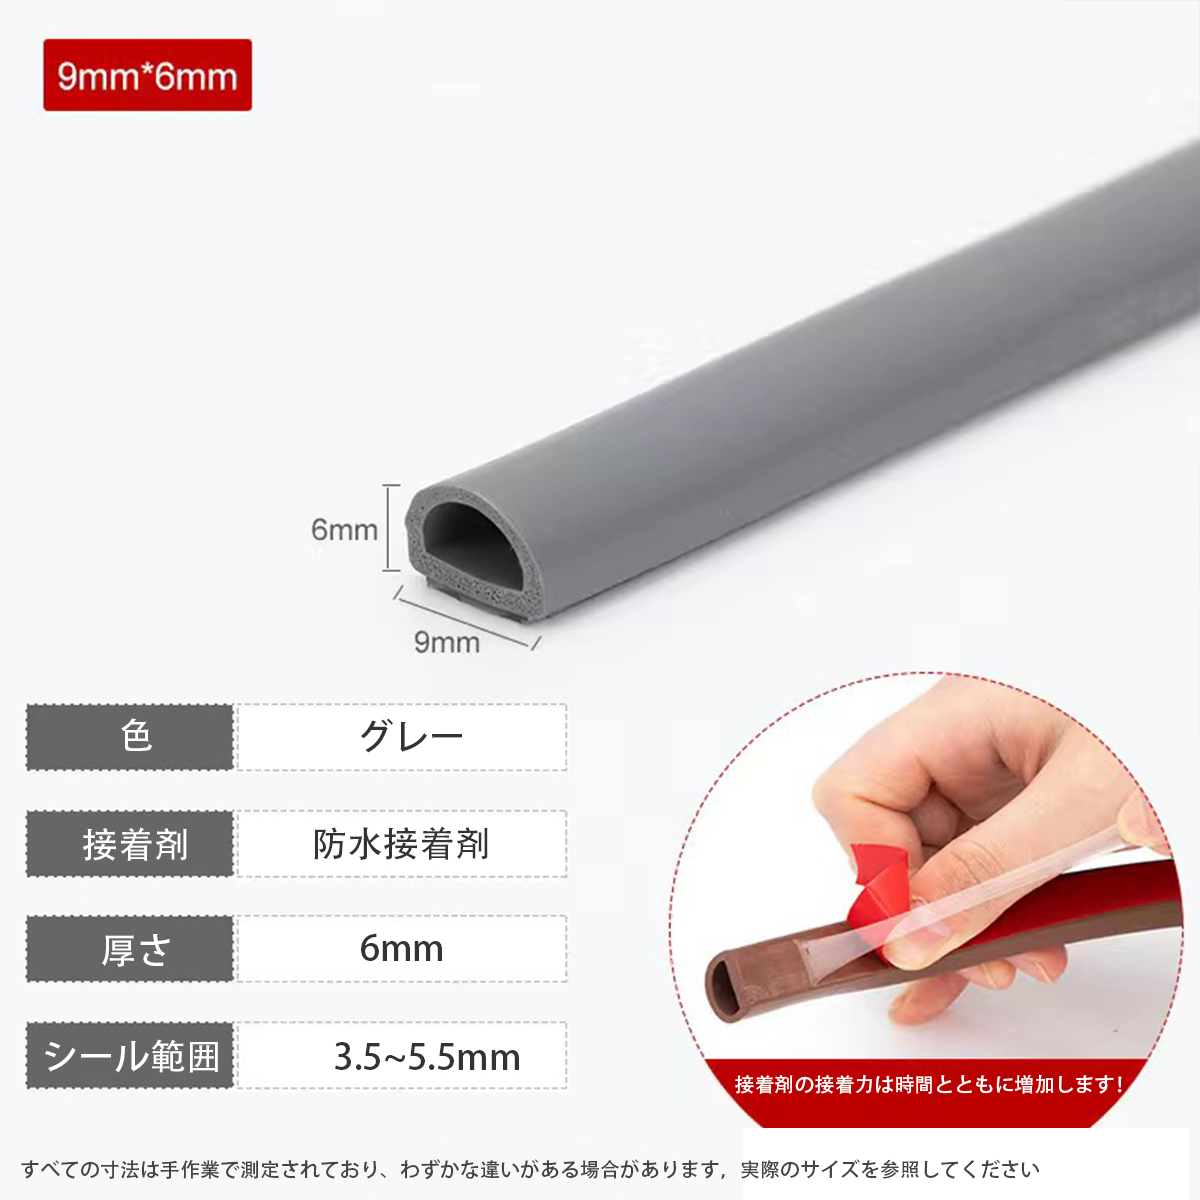 9mm*6mm
6mm
9mm
色 グレー
接着剤 防水接着剤
厚さ 6mm
シール範囲 3.5~5.5mm
接着剤の接着力は時間とともに増加します!
すべての寸法は手作業で測定されており、わずかな違いがある場合があります，実際のサイズを参照してください